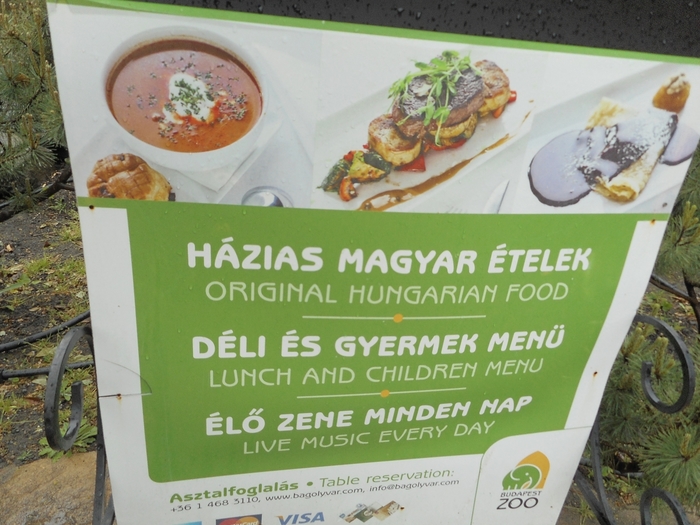 HÁZIAS MAGYAR ÉTELEK
ORIGINAL HUNGARIAN FOOD
DÉLI ÉS GYERMEK MENÜ
LUNCH AND CHILDREN MENU
ÉLŐ ZENE MINDEN NAP
LIVE MUSIC EVERY DAY
Asztalfoglalás • Table reservation:
+36 1 468 3110, www.bagolyvar.com, info@bagolyvar.com
VISA
BUDAPEST
ZOO